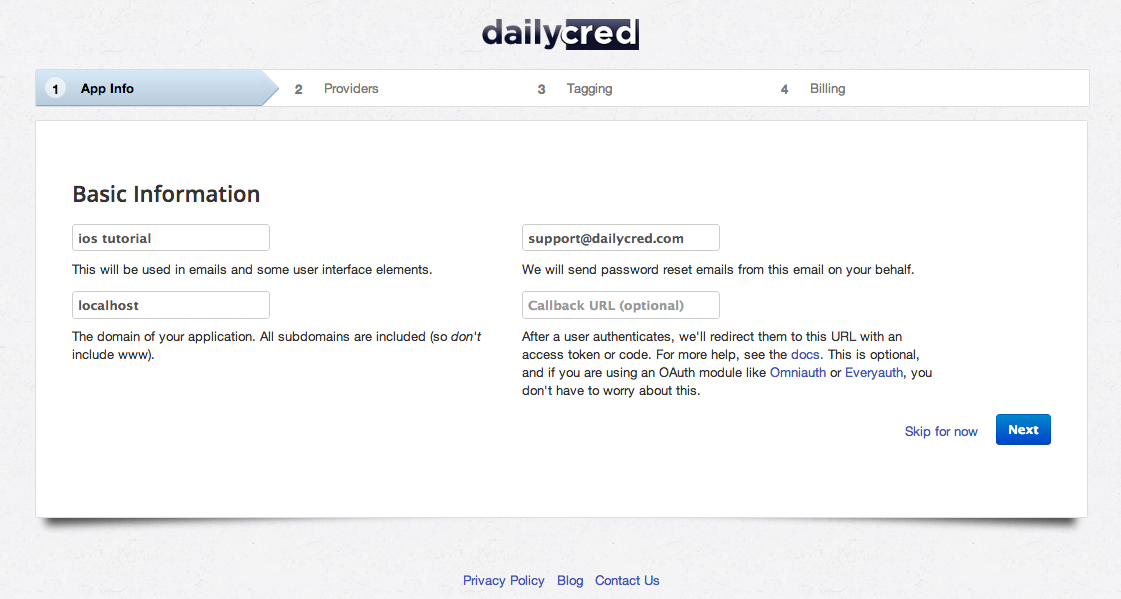 dailycred
1 App Info 2 Providers 3 Tagging 4 Billing
Basic Information
ios tutorial
This will be used in emails and some user interface elements.
localhost
The domain of your application. All subdomains are included (so don't
include www).
support@dailycred.com
We will send password reset emails from this email on your behalf.
Callback URL (optional)
After a user authenticates, we'll redirect them to this URL with an
access token or code. For more help, see the docs. This is optional,
and if you are using an OAuth module like Omniauth or Everyauth, you
don't have to worry about this.
Skip for now Next
Privacy Policy Blog Contact Us